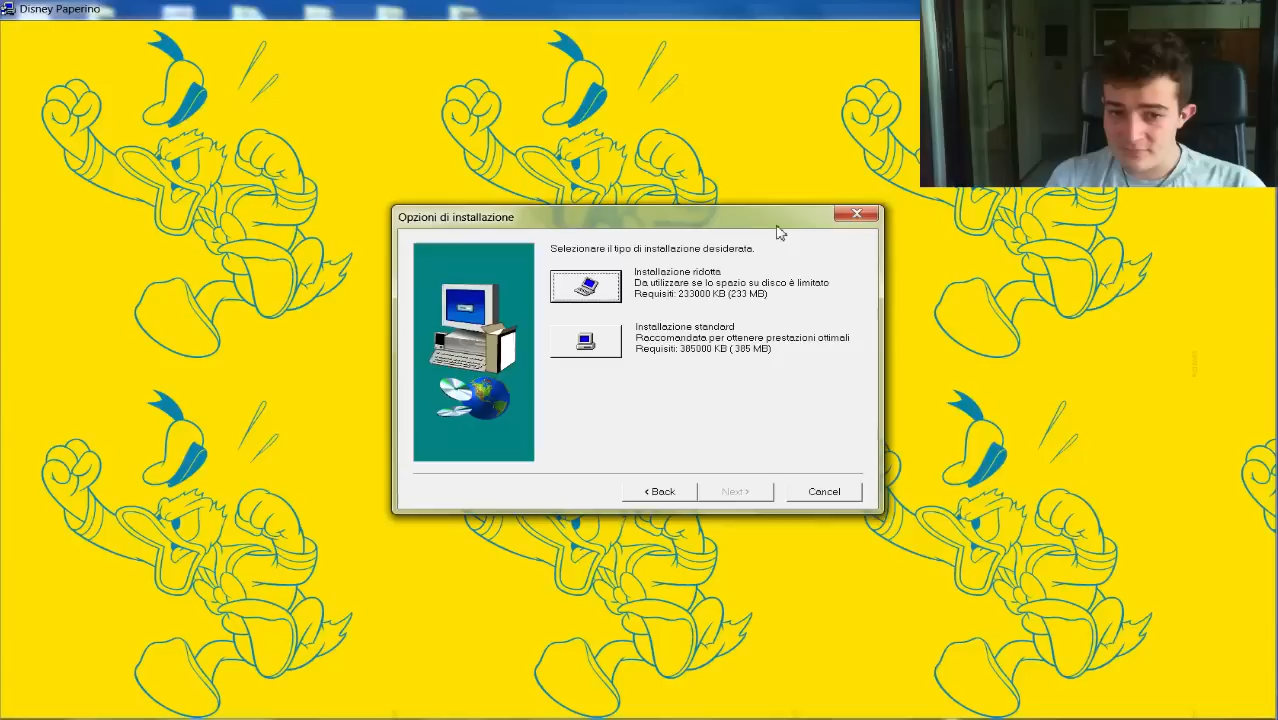 Disney Paperino
Opzioni di installazione
Selezionare il tipo di installazione desiderata.
Installazione ridotta
Da utilizzare se lo spazio su disco è limitato
Requisiti: 233000 KB (233 MB)
Installazione standard
Raccomandata per ottenere prestazioni ottimali
Requisiti: 385000 KB ( 385 MB)
< Back
Next >
Cancel